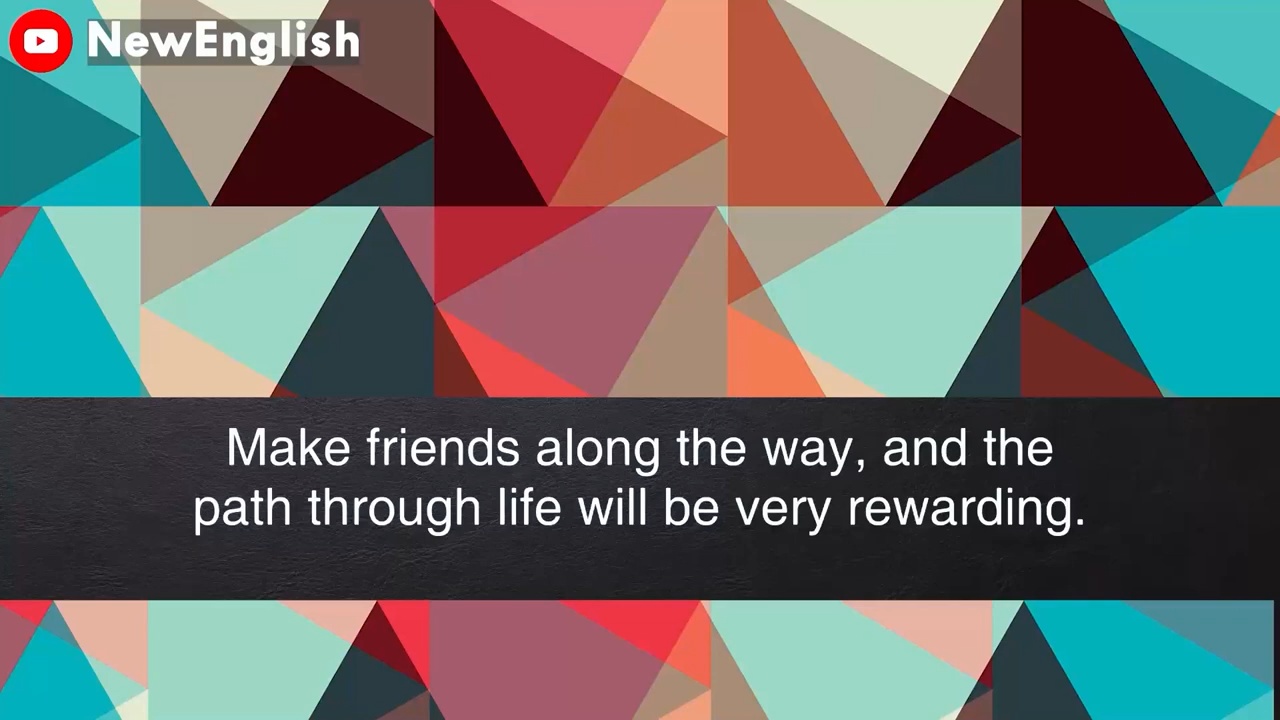 NewEnglish
Make friends along the way, and the
path through life will be very rewarding.